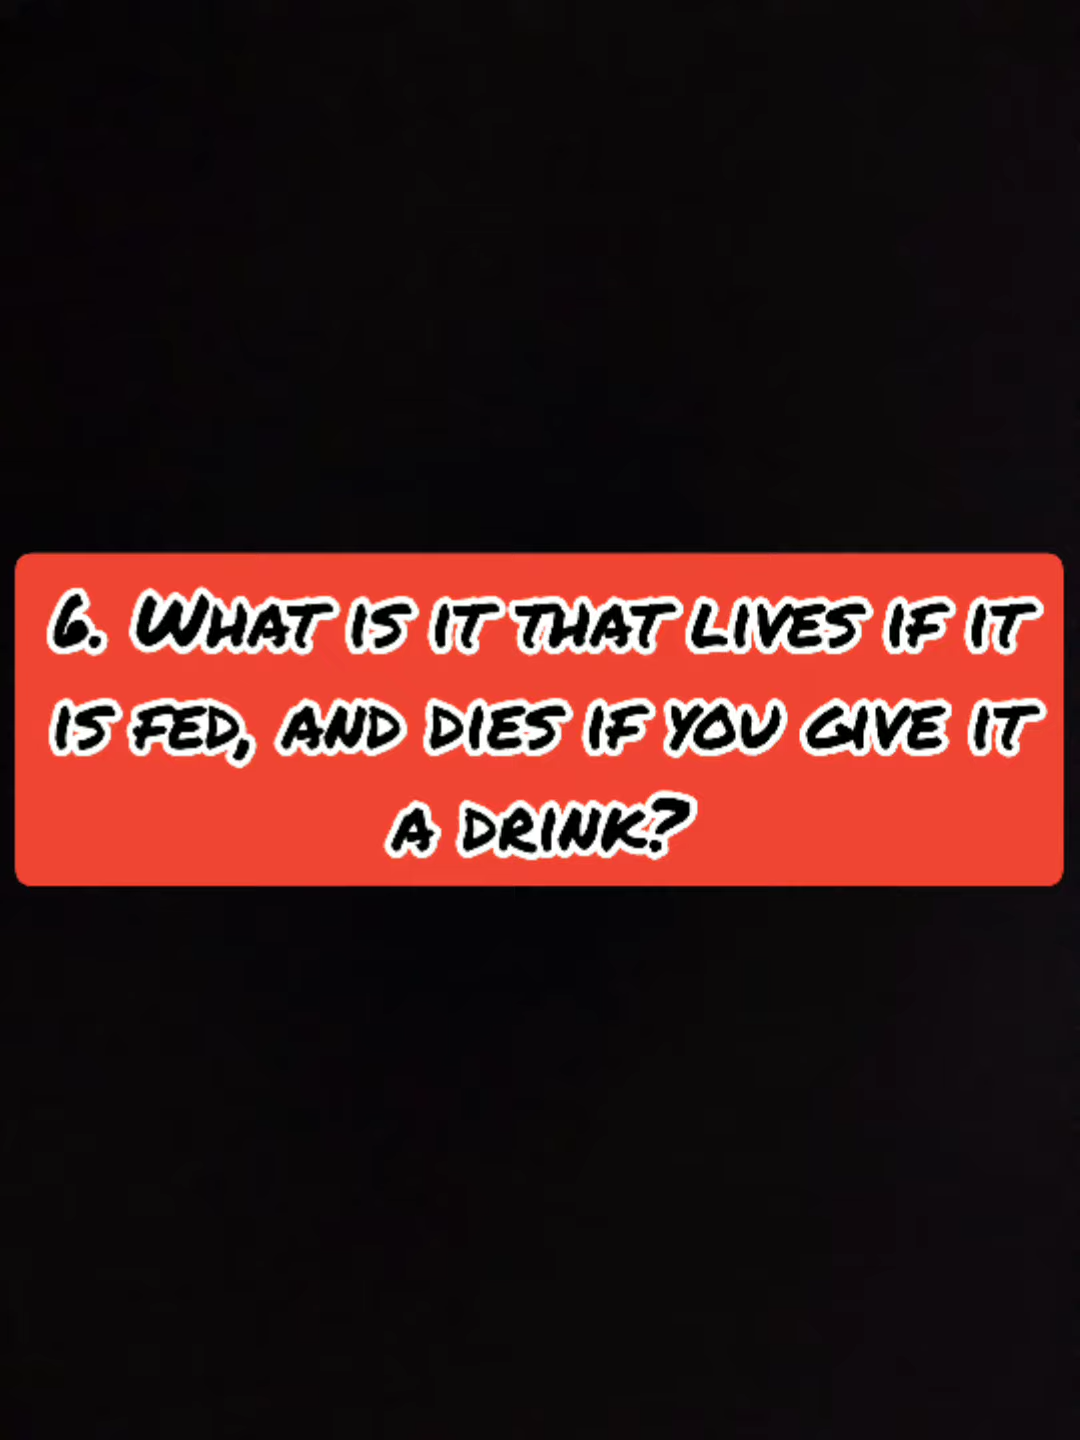 6. What is it that lives if it
is fed, and dies if you give it
a drink?